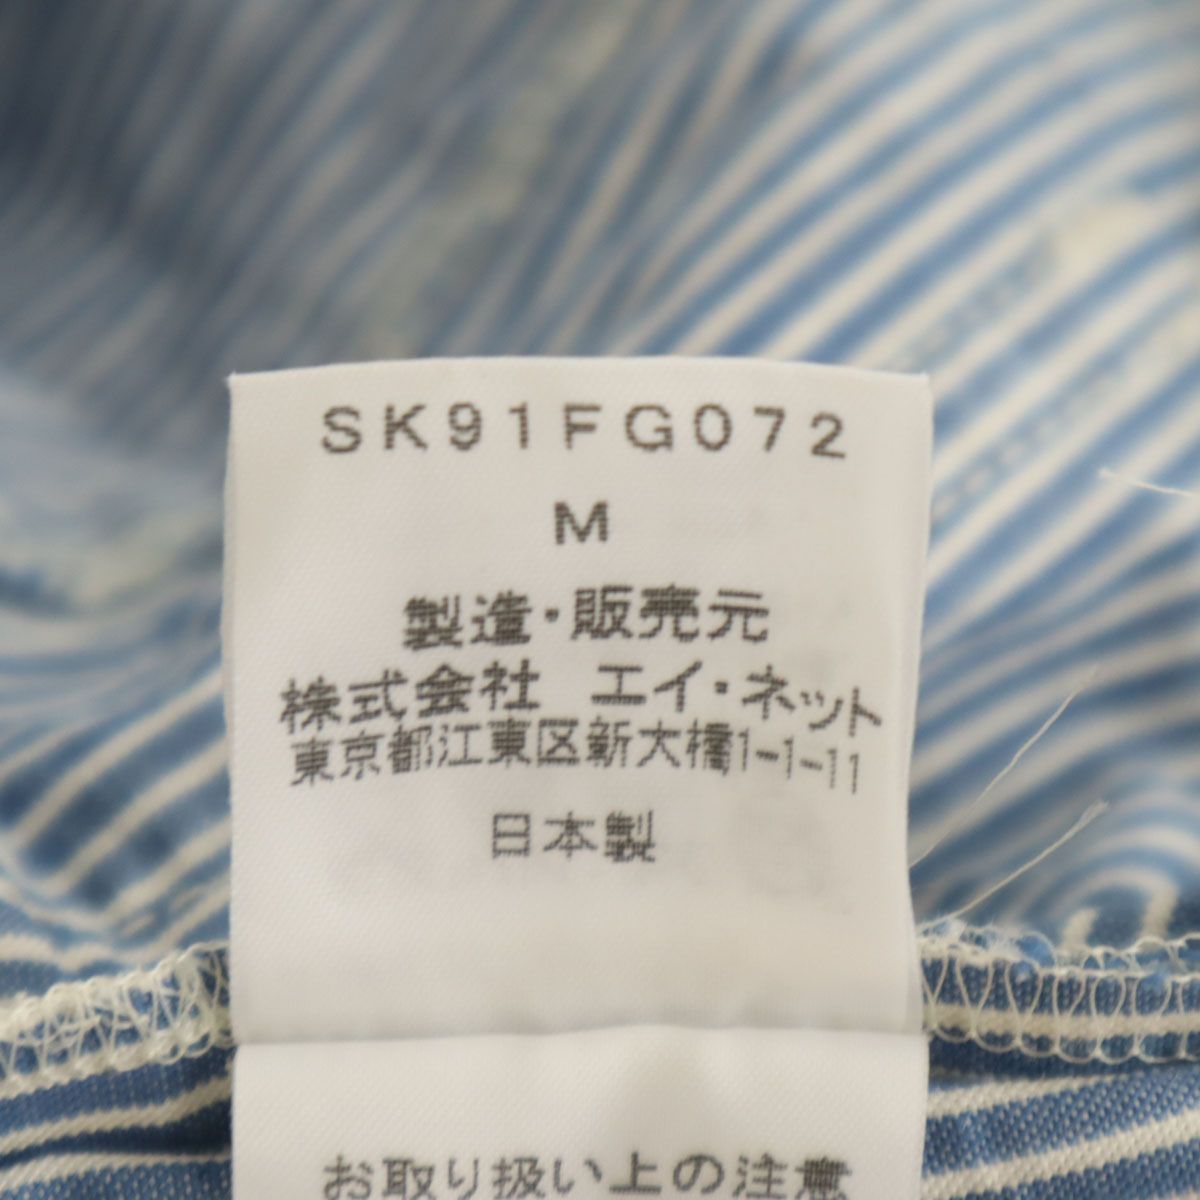 SK91FG072
M
製造・販売元
株式会社 エイ・ネット
東京都江東区新大橋1-1-11
日本製
お取り扱い上の注意